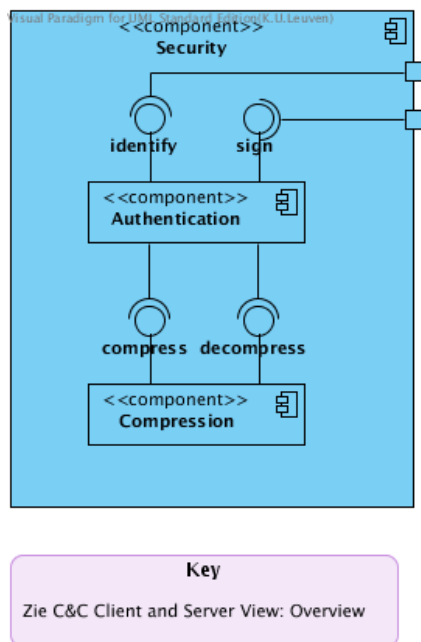 Visual Paradigm for UML Standard Edition(K.U.Leuven)
<<component>>
Security
identify
sign
<<component>>
Authentication
compress
decompress
<<component>>
Compression
Key
Zie C&C Client and Server View: Overview